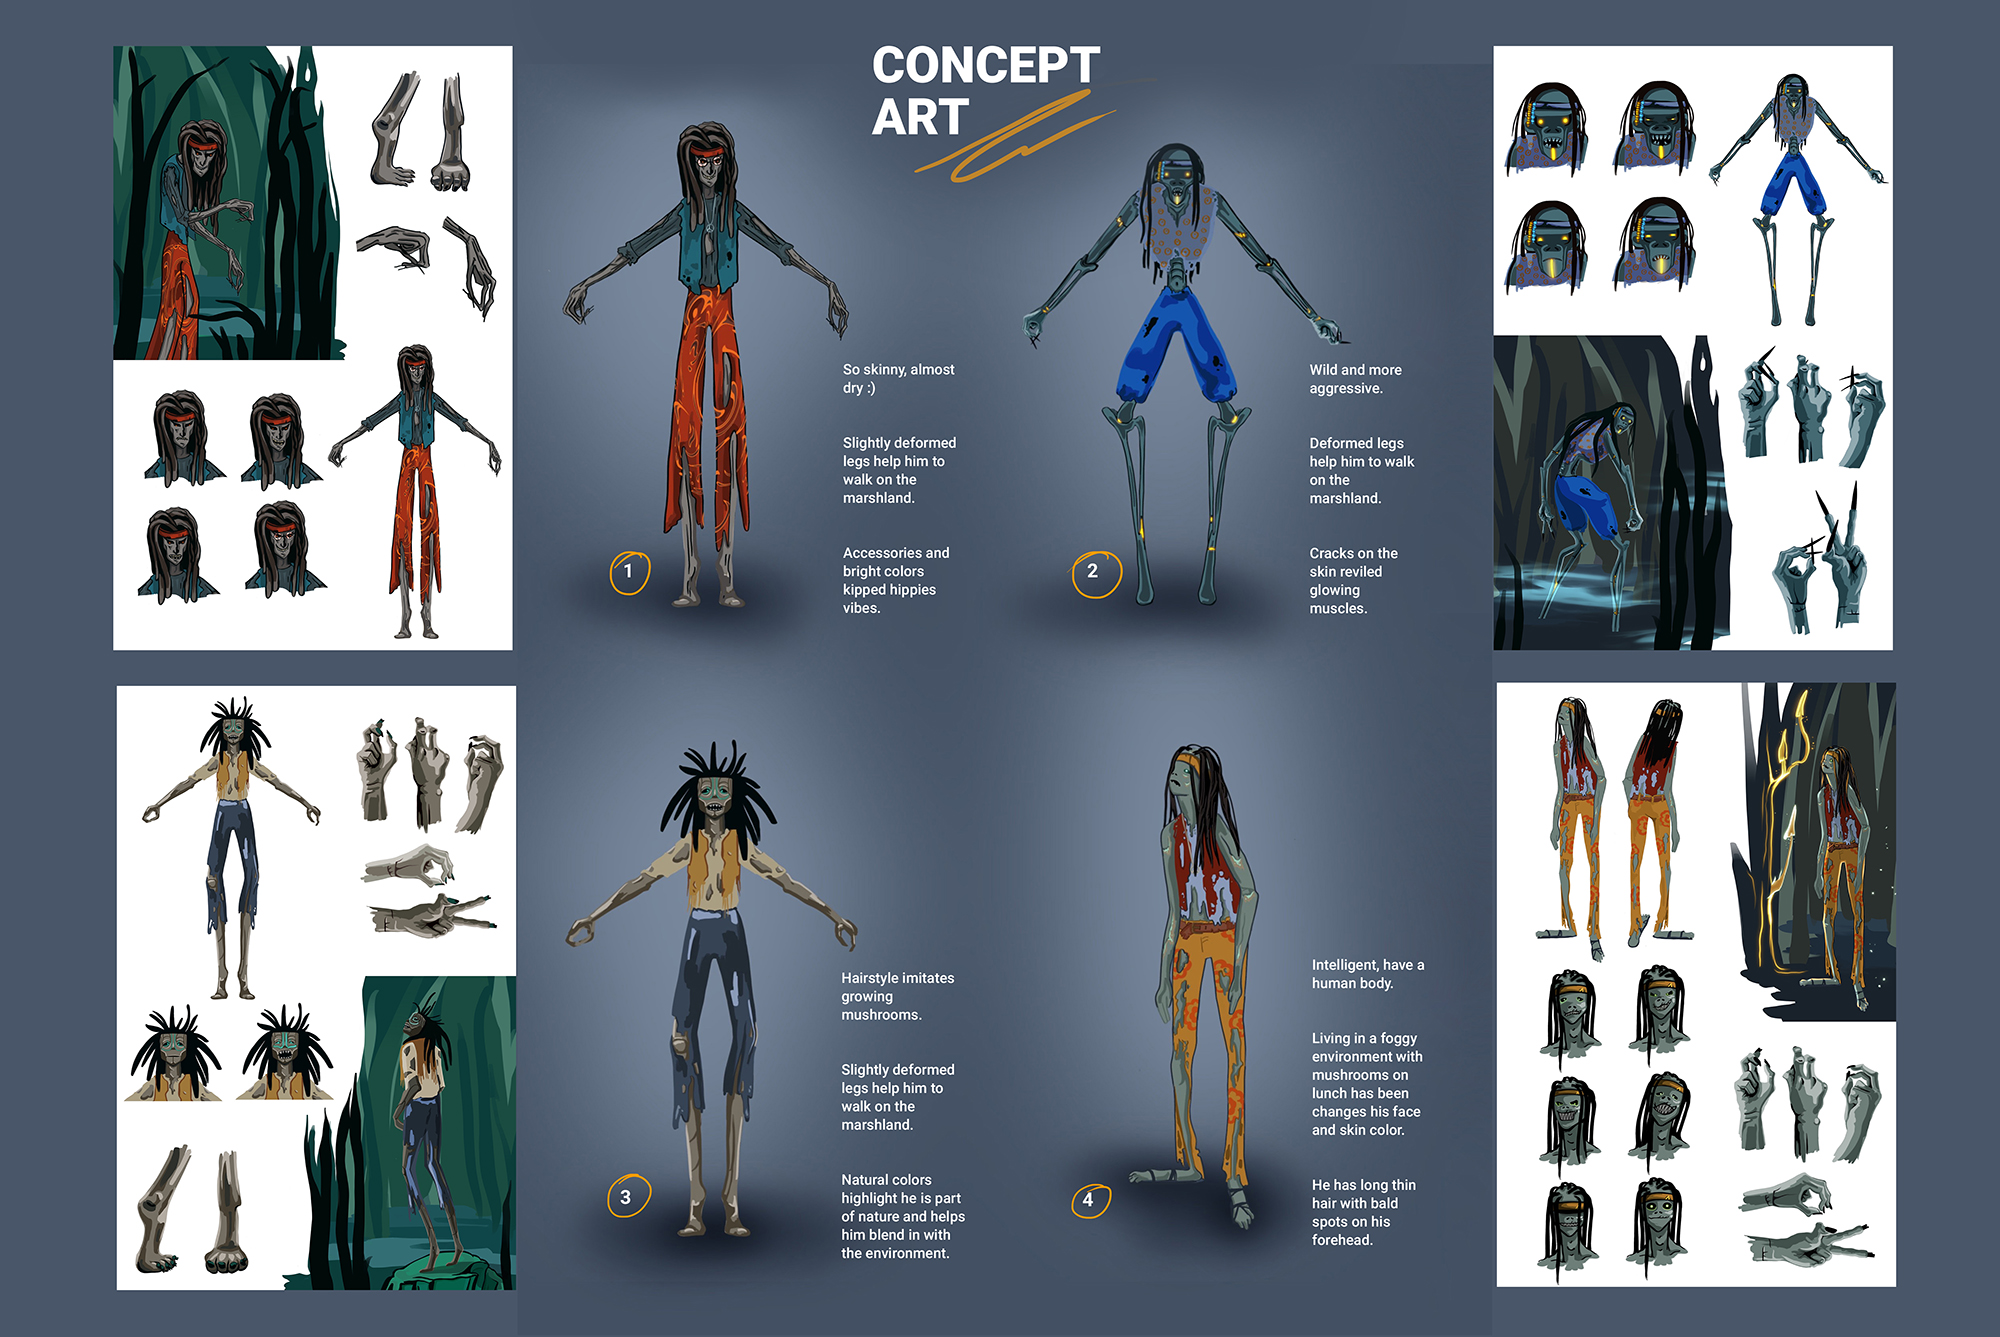 CONCEPT
ART
So skinny, almost
dry :)
Slightly deformed
legs help him to
walk on the
marshland.
Accessories and
bright colors
kipped hippies
vibes.
1
Wild and more
aggressive.
Deformed legs
help him to walk
on the
marshland.
Cracks on the
skin reviled
glowing
muscles.
2
Hairstyle imitates
growing
mushrooms.
Slightly deformed
legs help him to
walk on the
marshland.
Natural colors
highlight he is part
of nature and helps
him blend in with
the environment.
3
Intelligent, have a
human body.
Living in a foggy
environment with
mushrooms on
lunch has been
changes his face
and skin color.
He has long thin
hair with bald
spots on his
forehead.
4